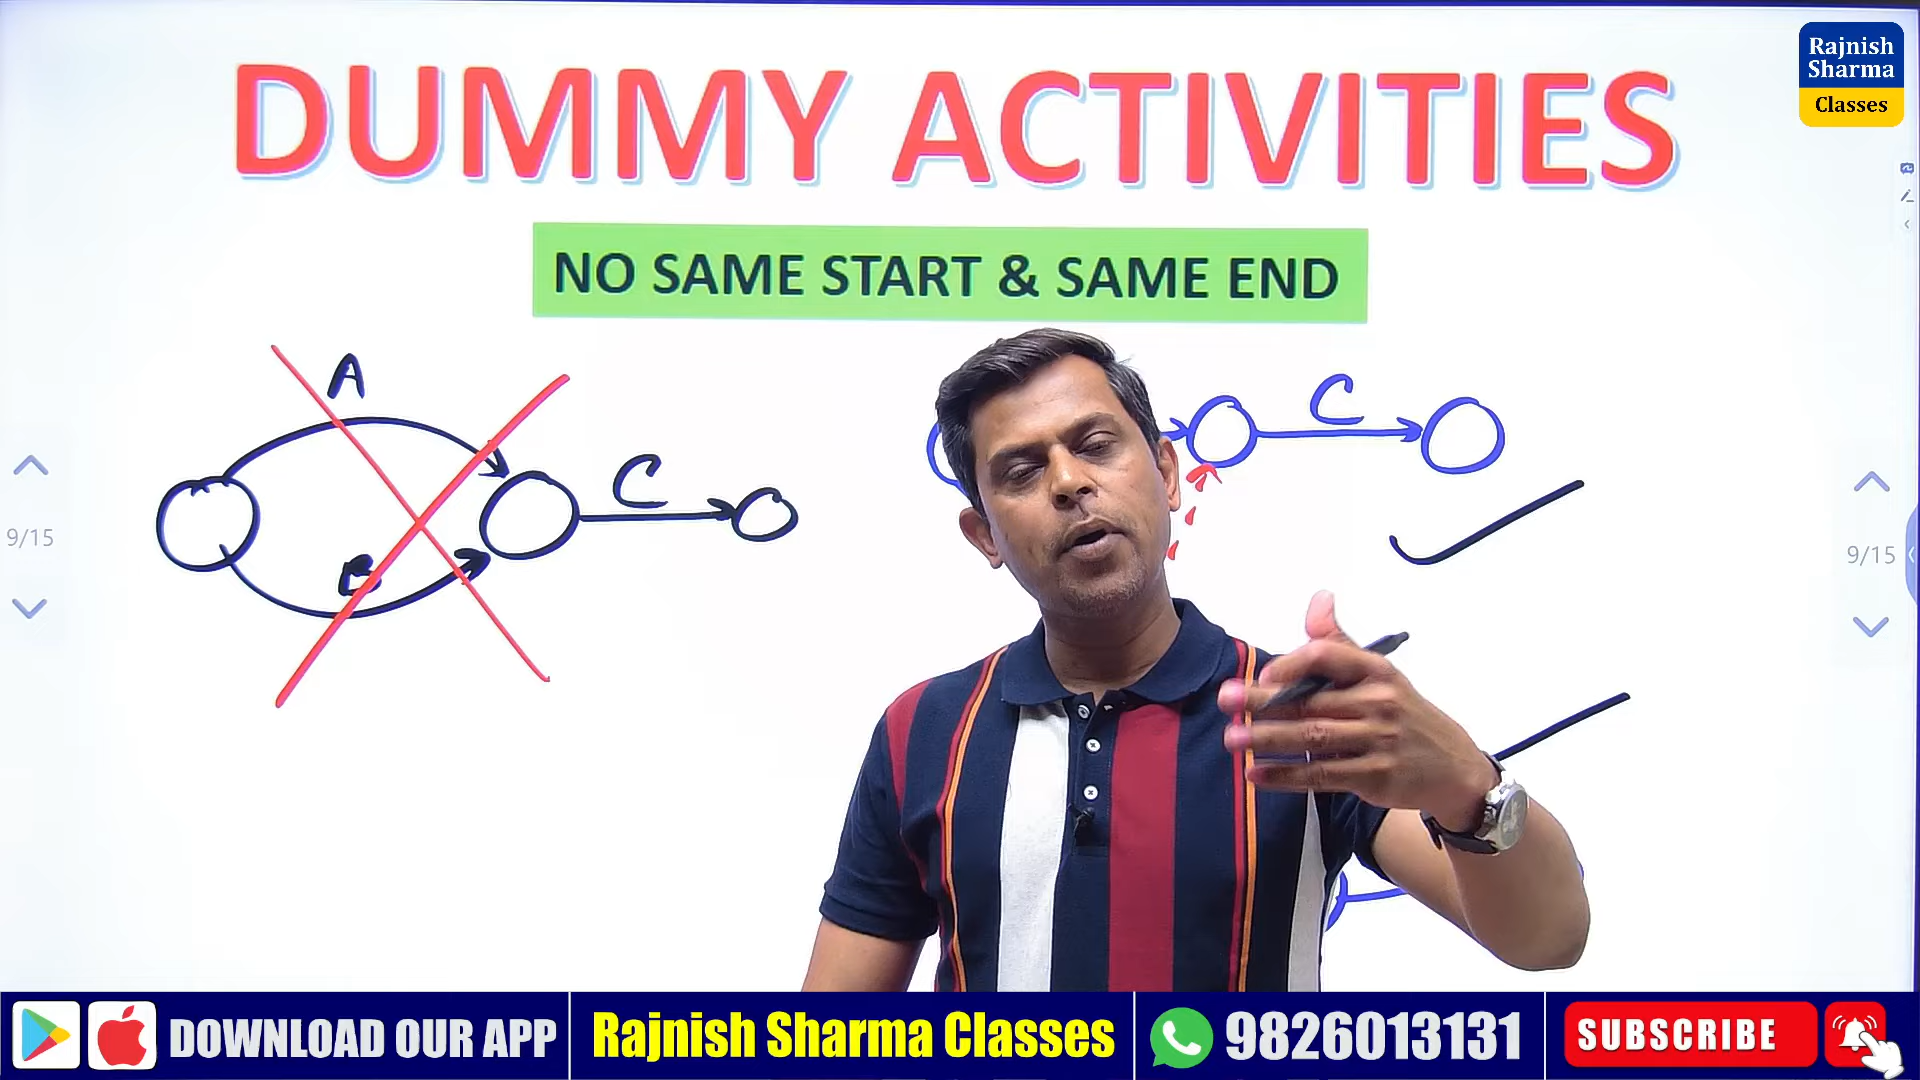 Rajnish
Sharma
Classes
DUMMY ACTIVITIES
NO SAME START & SAME END
A
C
B
C
9/15
9/15
DOWNLOAD OUR APP
Rajnish Sharma Classes
9826013131
SUBSCRIBE